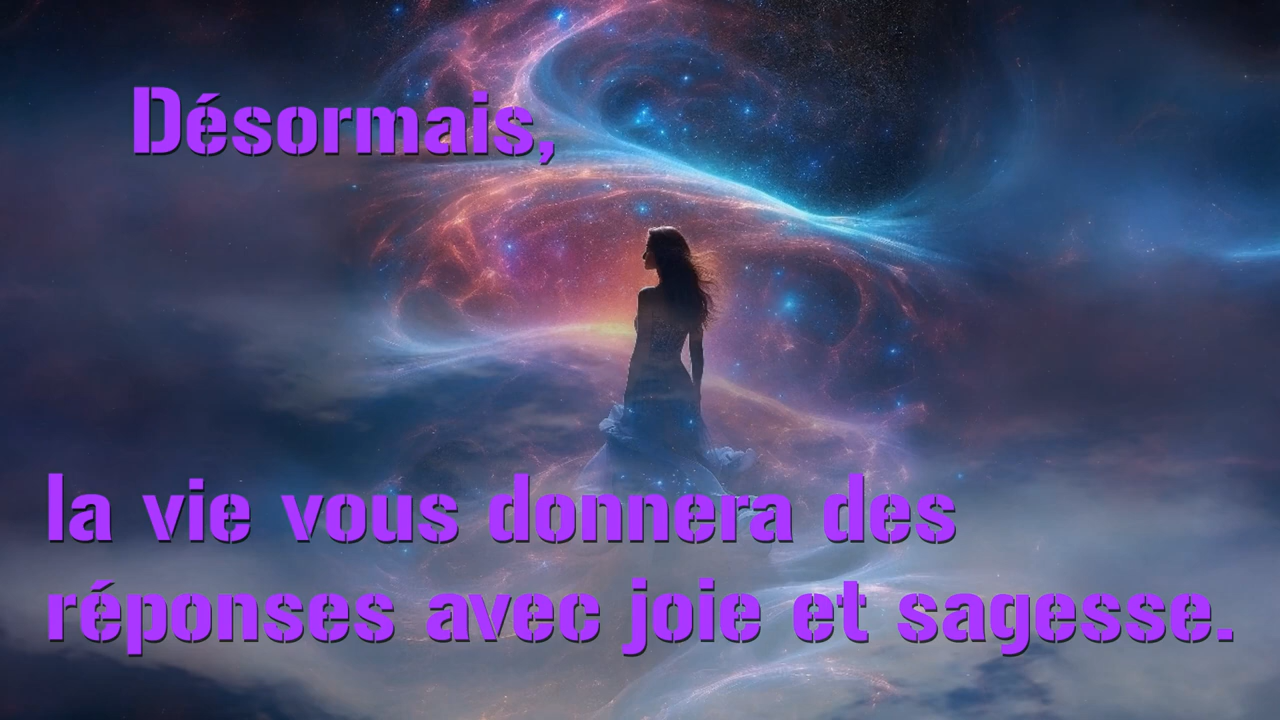 Désormais,
la vie vous donnera des
réponses avec joie et sagesse.